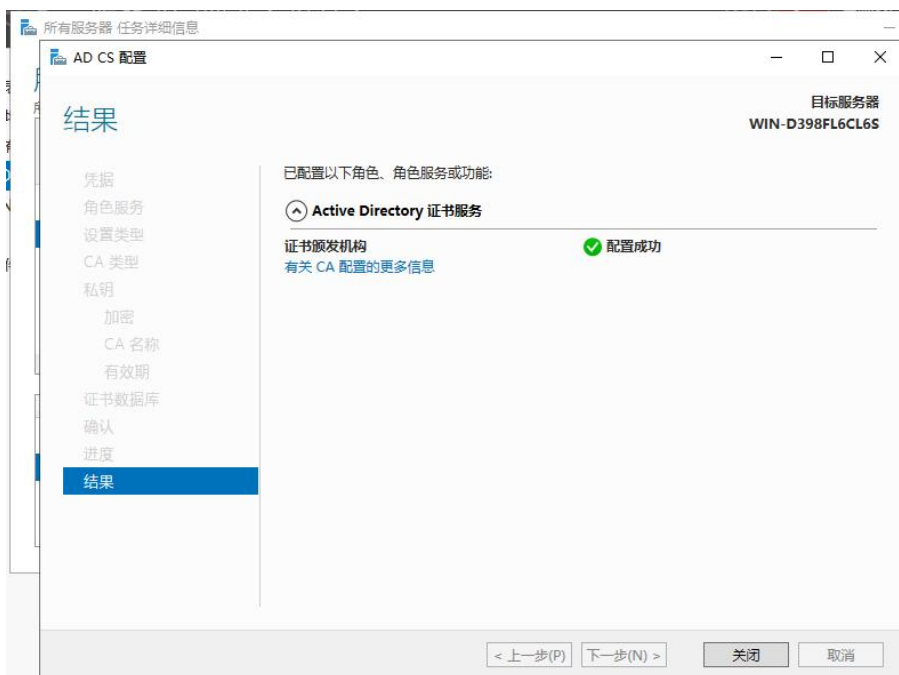 所有服务器 任务详细信息
AD CS 配置
结果
目标服务器
WIN-D398FL6CL6S
凭据
角色服务
设置类型
CA 类型
私钥
加密
CA 名称
有效期
证书数据库
确认
进度
结果
已配置以下角色、角色服务或功能:
Active Directory 证书服务
证书颁发机构
配置成功
有关 CA 配置的更多信息
< 上一步(P)
下一步(N) >
关闭
取消